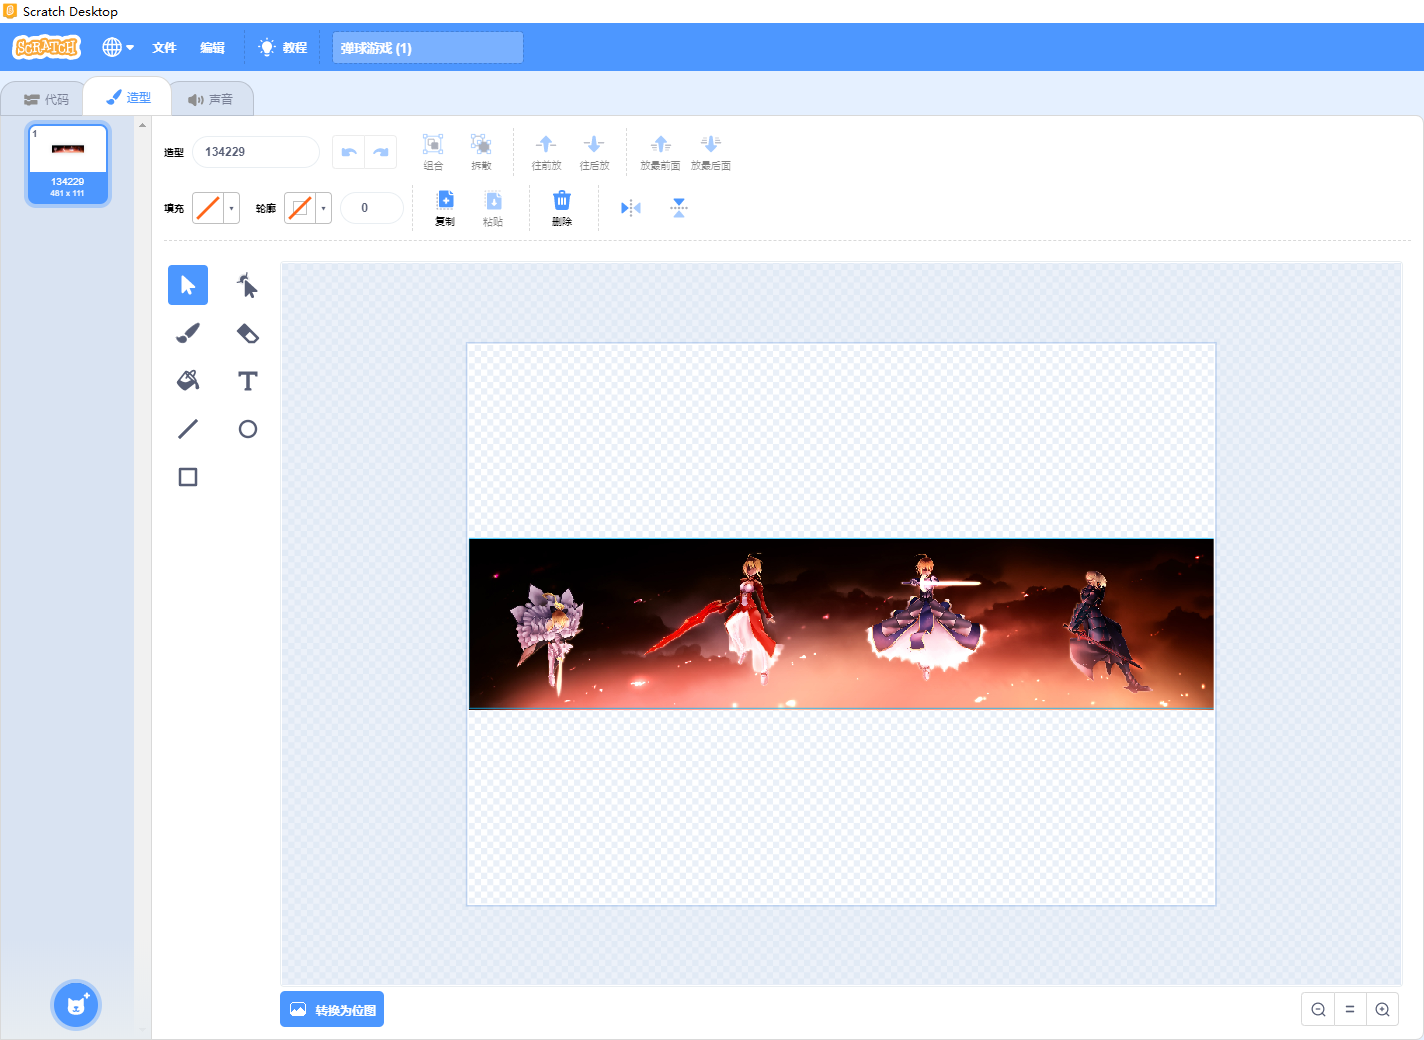 Scratch Desktop
SCRATCH 文件 编辑 教程 弹球游戏 (1)
代码 造型 声音
1
134229
481 x 111
造型 134229 组合 拆散 往前放 往后放 放最前面 放最后面
填充 轮廓 0 复制 粘贴 删除
转换为位图